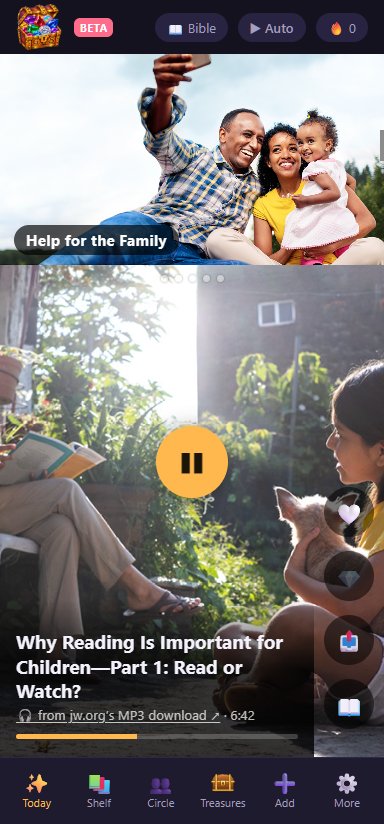 BETA
Bible
Auto
0
Help for the Family
Why Reading Is Important for
Children—Part 1: Read or
Watch?
from jw.org's MP3 download ↗ · 6:42
Today
Shelf
Circle
Treasures
Add
More